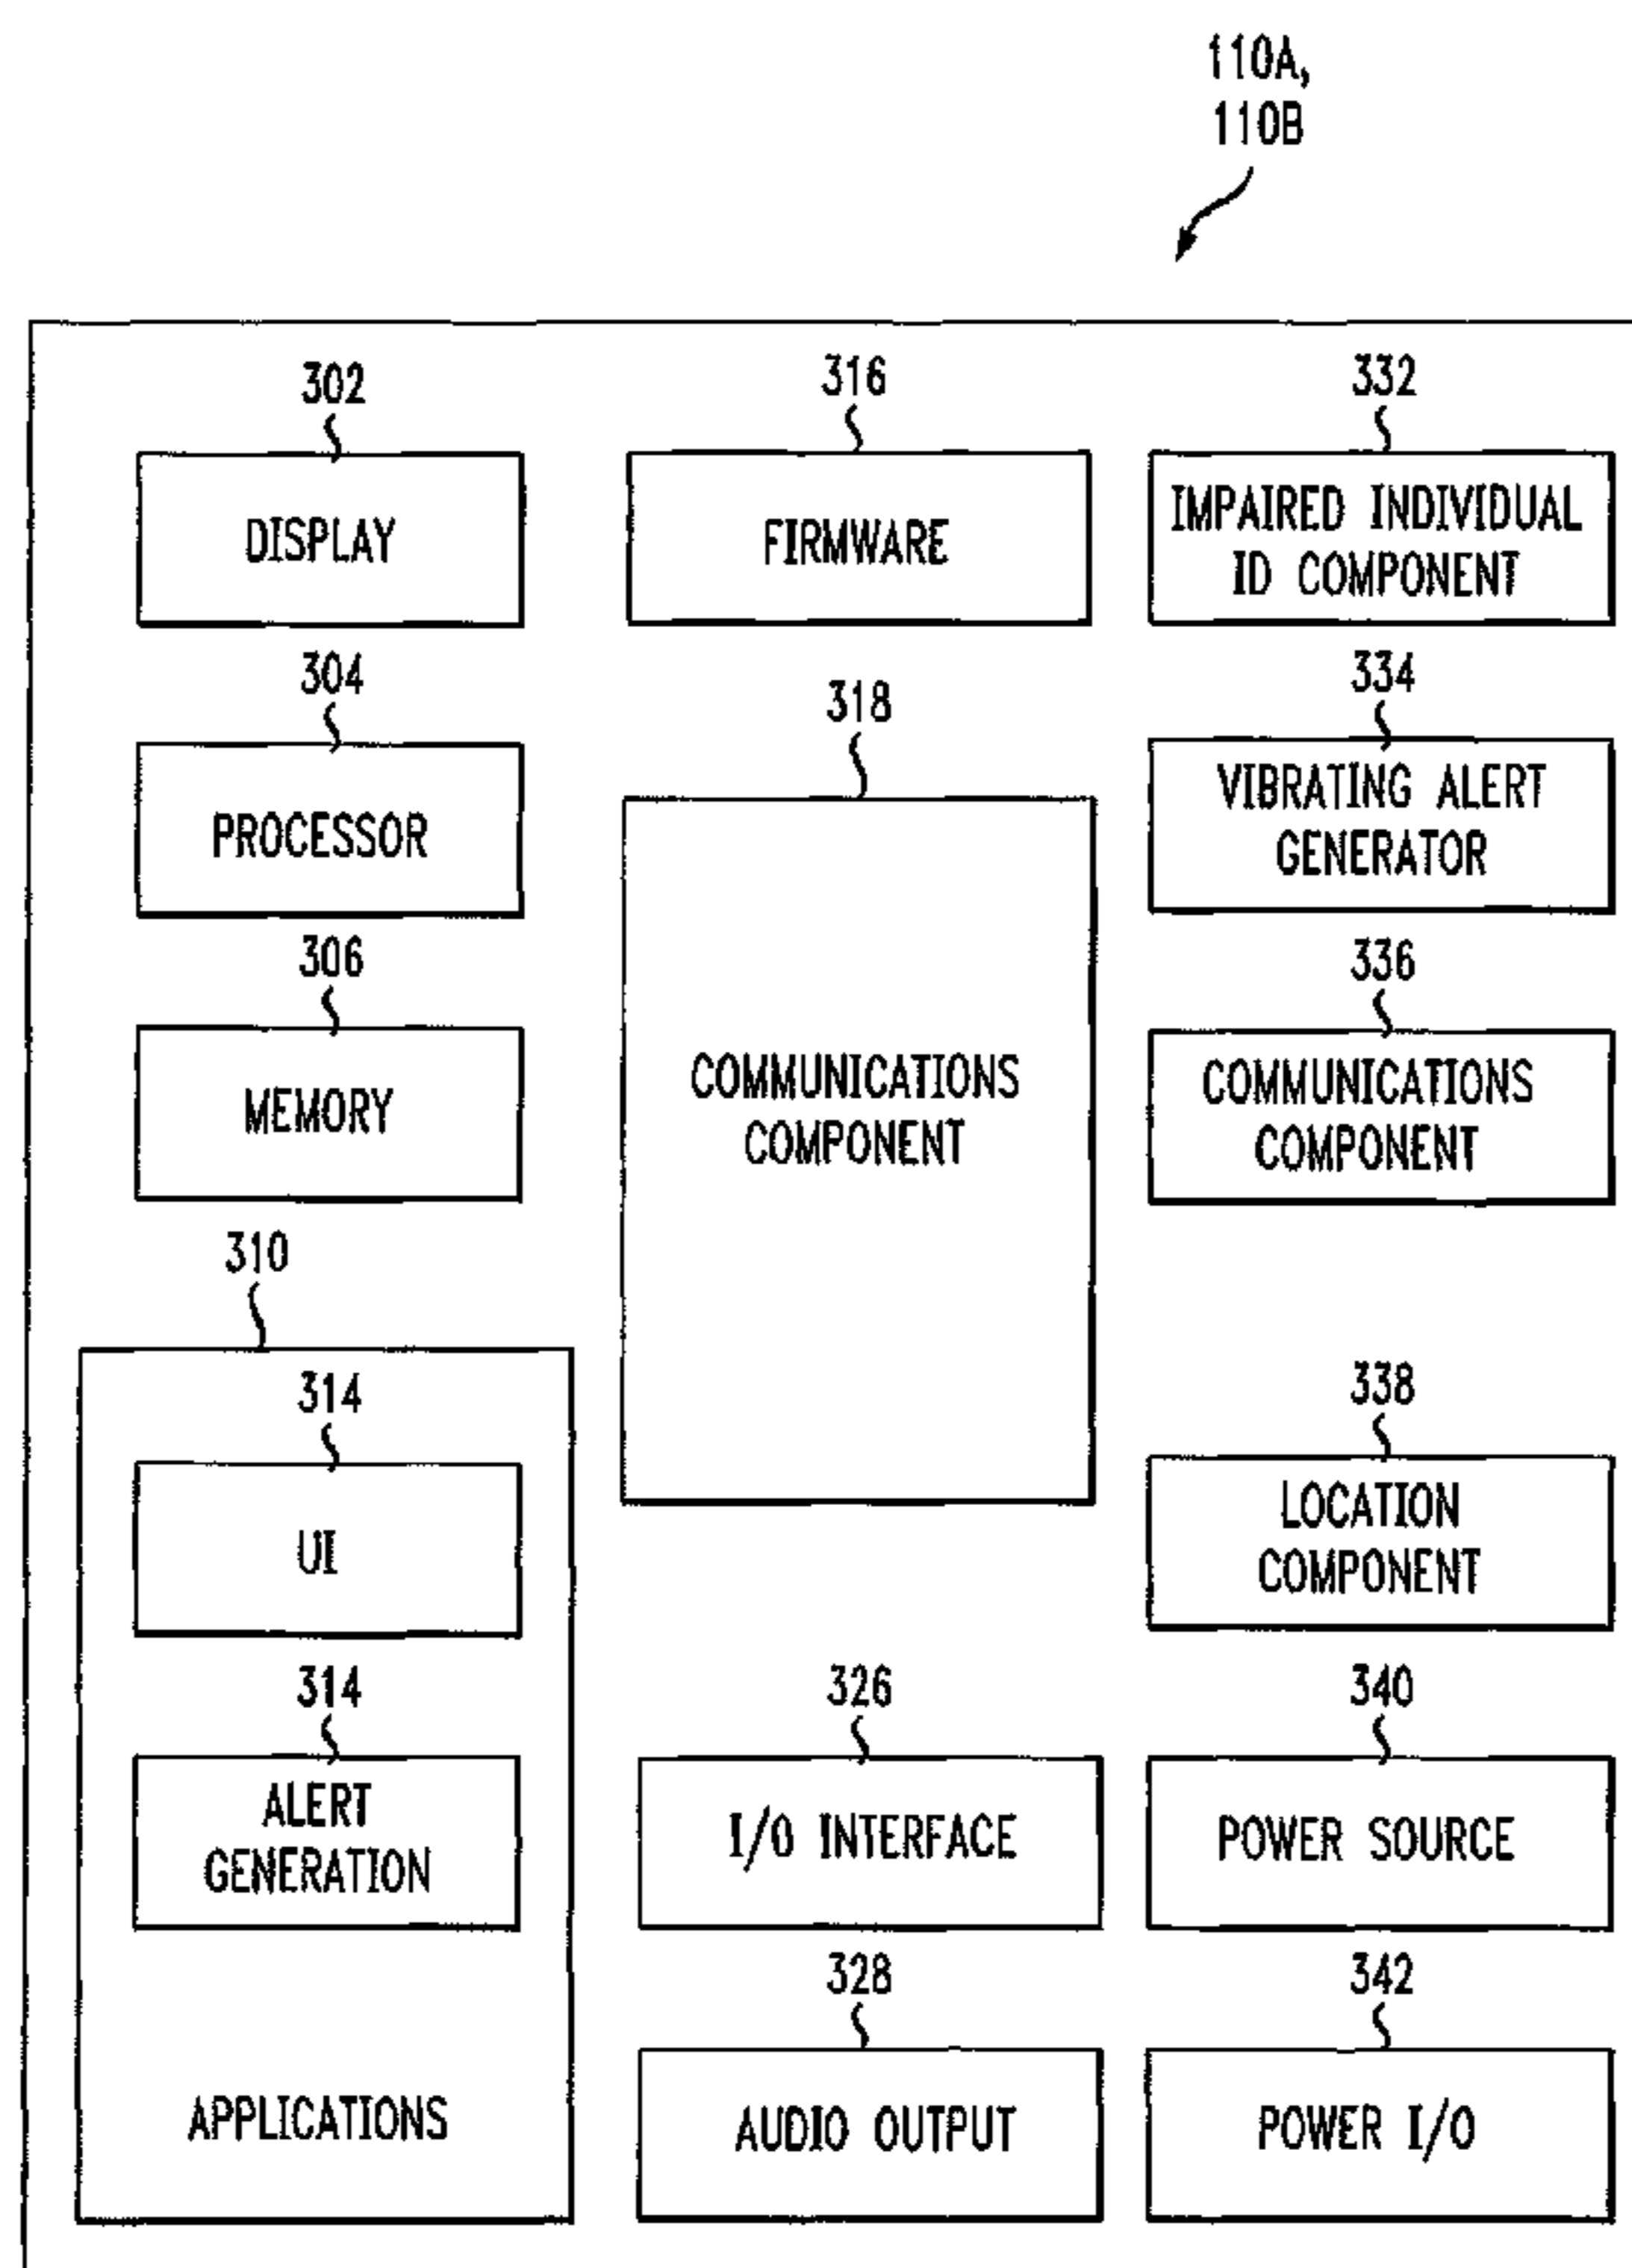 110A,
110B
302
DISPLAY
304
PROCESSOR
306
MEMORY
310
314
UI
314
ALERT
GENERATION
APPLICATIONS
316
FIRMWARE
318
COMMUNICATIONS
COMPONENT
326
I/O INTERFACE
328
AUDIO OUTPUT
332
IMPAIRED INDIVIDUAL
ID COMPONENT
334
VIBRATING ALERT
GENERATOR
336
COMMUNICATIONS
COMPONENT
338
LOCATION
COMPONENT
340
POWER SOURCE
342
POWER I/O